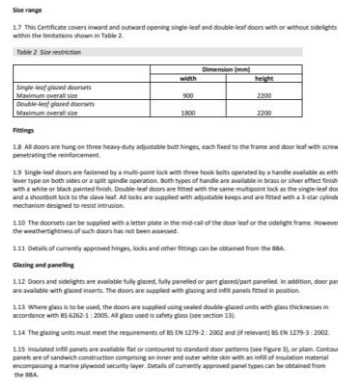 Size range
1.7 This Certificate covers inward and outward opening single-leaf and double-leaf doors with or without sidelights
within the limitations shown in Table 2.
Table 2 Size restriction
Dimension (mm)
width height
Single-leaf glazed doorsets
Maximum overall size 900 2200
Double-leaf glazed doorsets
Maximum overall size 1800 2200
Fittings
1.8 All doors are hung on three heavy-duty adjustable butt hinges, each fixed to the frame and door leaf with screw
penetrating the reinforcement.
1.9 Single-leaf doors are fastened by a multi-point lock with three hook bolts operated by a handle available as eith
lever type on both sides or a split spindle operation. Both types of handle are available in brass or silver effect finish
with a white or black painted finish. Double-leaf doors are fitted with the same multipoint lock as the single-leaf do
and a shootbolt lock to the slave leaf. All locks are supplied with adjustable keeps and are fitted with a 3-star cylinde
mechanism designed to resist intrusion.
1.10 The doorsets can be supplied with a letter plate in the mid-rail of the door leaf or the sidelight frame. However
the weathertightness of such doors has not been assessed.
1.11 Details of currently approved hinges, locks and other fittings can be obtained from the BBA.
Glazing and panelling
1.12 Doors and sidelights are available fully glazed, fully panelled or part glazed/part panelled. In addition, door pan
are available with glazed inserts. The doors are supplied with glazing and infill panels fitted in position.
1.13 Where glass is to be used, the doors are supplied using sealed double-glazed units with glass thicknesses in
accordance with BS 6262-1 : 2005. All glass used is safety glass (see section 13).
1.14 The glazing units must meet the requirements of BS EN 1279-2 : 2002 and (if relevant) BS EN 1279-3 : 2002.
1.15 Insulated infill panels are available flat or contoured to standard door patterns (see Figure 3), or plain. Contou
panels are of sandwich construction comprising an inner and outer white skin with an infill of insulation material
encompassing a marine plywood security layer. Details of currently approved panel types can be obtained from
the BBA.